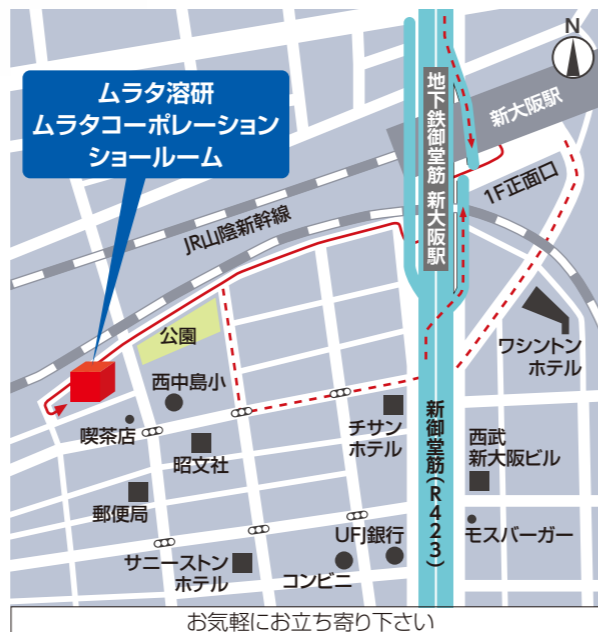 N
ムラタ溶研
ムラタコーポレーション
ショールーム
地下鉄御堂筋 新大阪駅
新大阪駅
1F正面口
JR山陰新幹線
公園
ワシントン
ホテル
西中島小
喫茶店
チサン
ホテル
新御堂筋(R423)
西武
新大阪ビル
昭文社
郵便局
UFJ銀行
モスバーガー
サニーストン
ホテル
コンビニ
お気軽にお立ち寄り下さい